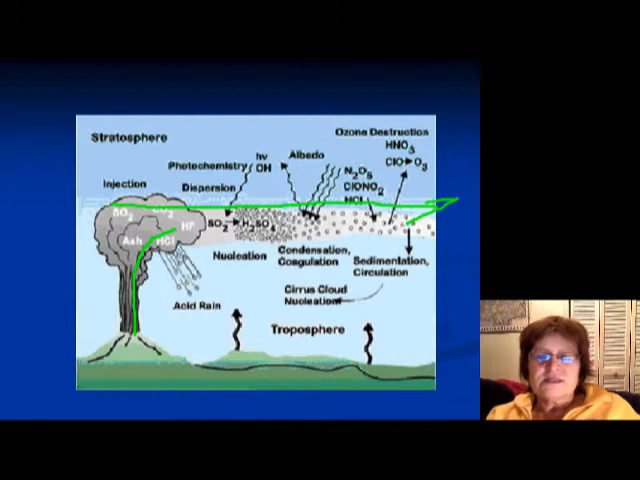 Stratosphere
Ozone Destruction
HNO3
ClO O3
hv
OH
Albedo
Photochemistry
N2O5
ClONO2
HCl
Injection
Dispersion
SO2
CO2
HF
SO2 H2SO4
Ash
HCl
Nucleation
Condensation,
Coagulation
Sedimentation,
Circulation
Cirrus Cloud
Nucleation
Acid Rain
Troposphere